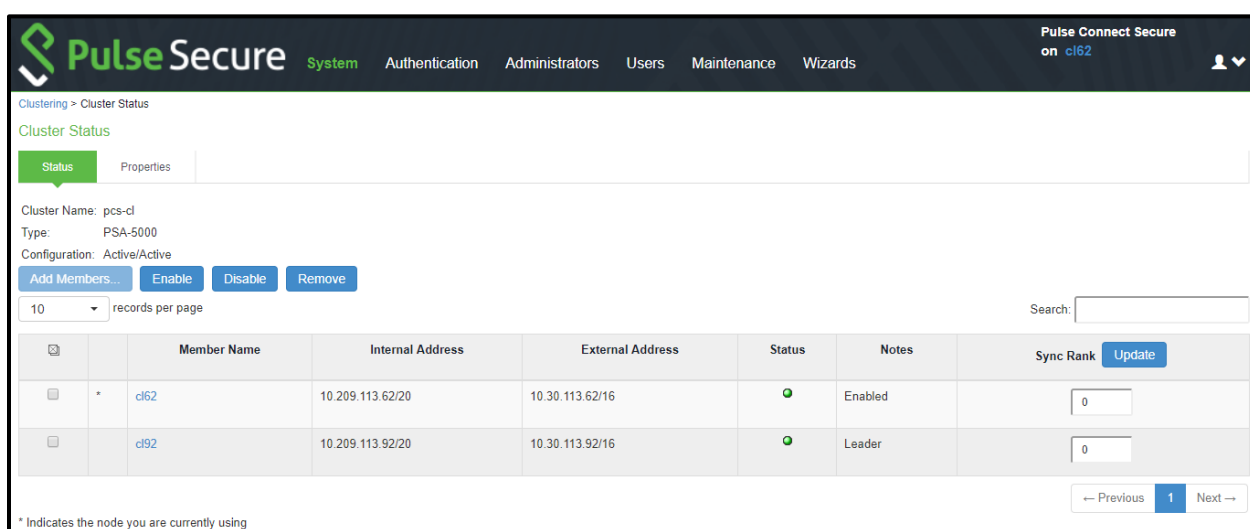 Pulse Secure System Authentication Administrators Users Maintenance Wizards
Pulse Connect Secure
on cl62
Clustering > Cluster Status
Cluster Status
Status Properties
Cluster Name: pcs-cl
Type: PSA-5000
Configuration: Active/Active
Add Members... Enable Disable Remove
10 records per page Search:
Member Name Internal Address External Address Status Notes Sync Rank Update
* cl62 10.209.113.62/20 10.30.113.62/16 Enabled 0
cl92 10.209.113.92/20 10.30.113.92/16 Leader 0
← Previous 1 Next →
* Indicates the node you are currently using